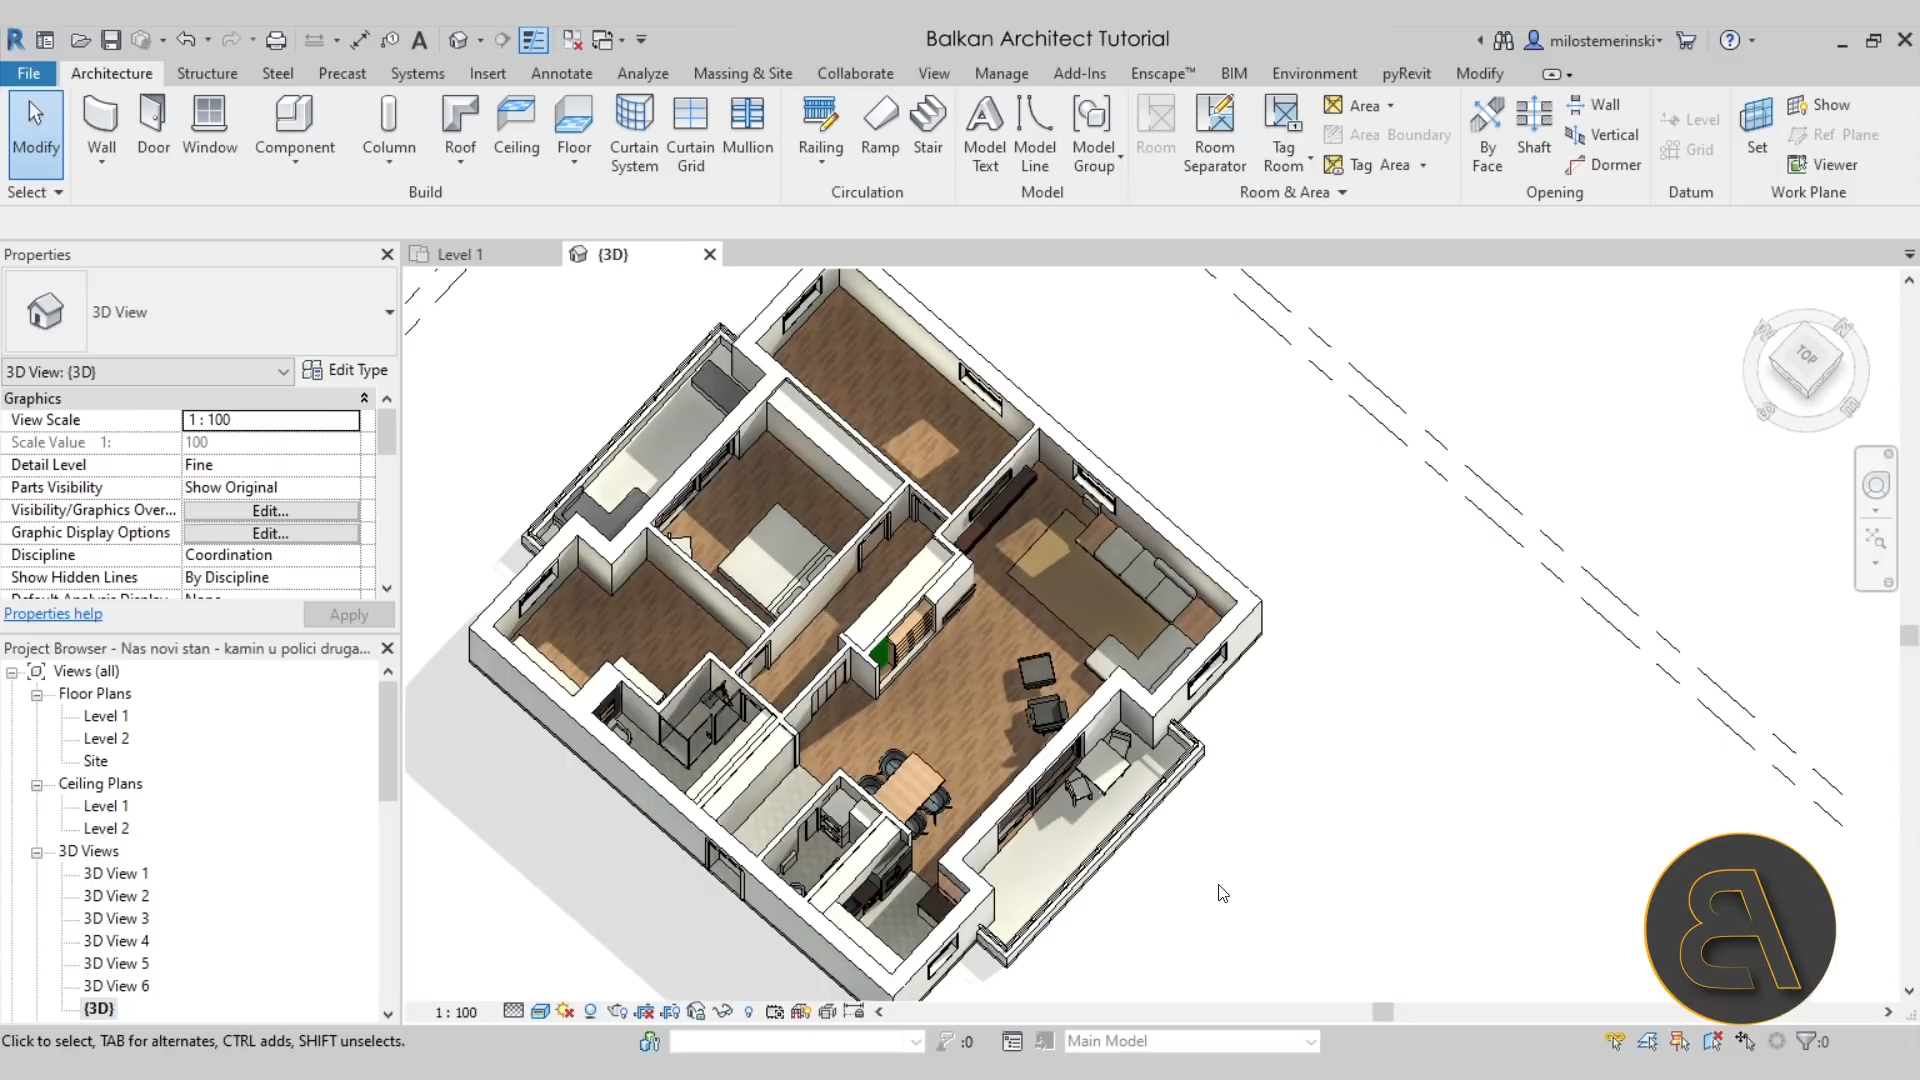 Balkan Architect Tutorial
milostemerinski
File Architecture Structure Steel Precast Systems Insert Annotate Analyze Massing & Site Collaborate View Manage Add-Ins Enscape™ BIM Environment pyRevit Modify
Modify
Wall
Door
Window
Component
Column
Roof
Ceiling
Floor
Curtain System
Curtain Grid
Mullion
Railing
Ramp
Stair
Model Text
Model Line
Model Group
Room
Room Separator
Tag Room
Area
Area Boundary
Tag Area
By Face
Shaft
Wall
Vertical
Dormer
Level
Grid
Set
Show
Ref Plane
Viewer
Select Build Circulation Model Room & Area Opening Datum Work Plane
Properties
Level 1
{3D}
3D View
3D View: {3D}
Edit Type
Graphics
View Scale 1 : 100
Scale Value 1: 100
Detail Level Fine
Parts Visibility Show Original
Visibility/Graphics Over... Edit...
Graphic Display Options Edit...
Discipline Coordination
Show Hidden Lines By Discipline
Properties help
Apply
Project Browser - Nas novi stan - kamin u polici druga...
Views (all)
Floor Plans
Level 1
Level 2
Site
Ceiling Plans
Level 1
Level 2
3D Views
3D View 1
3D View 2
3D View 3
3D View 4
3D View 5
3D View 6
{3D}
TOP
1 : 100
Click to select, TAB for alternates, CTRL adds, SHIFT unselects.
:0
Main Model
:0